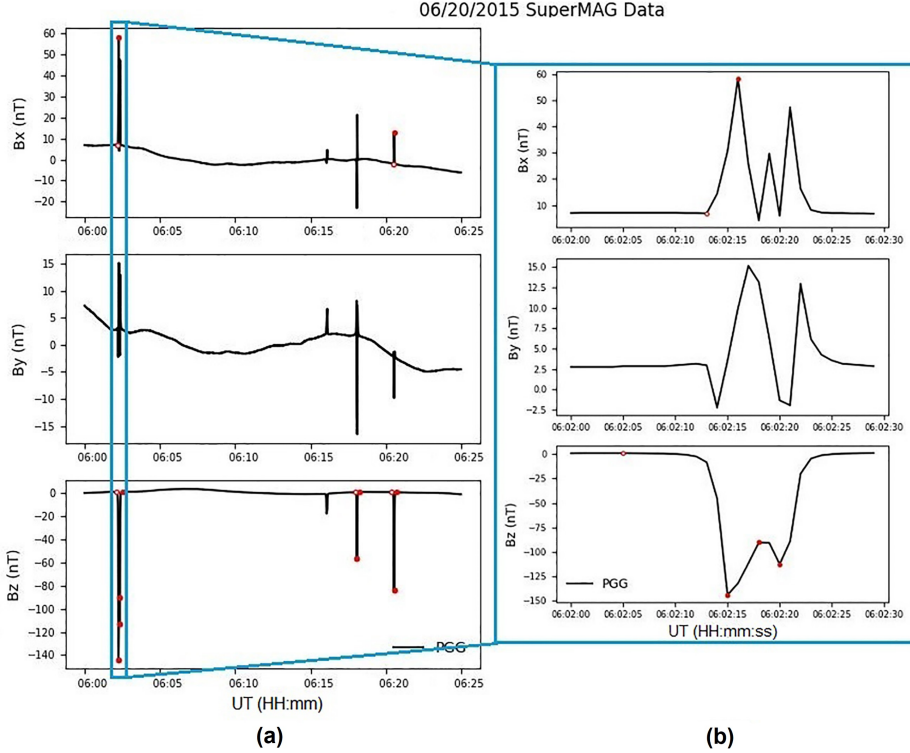 06/20/2015 SuperMAG Data
Bx (nT)
60
50
40
30
20
10
0
−10
−20
06:00 06:05 06:10 06:15 06:20 06:25
By (nT)
15
10
5
0
−5
−10
−15
06:00 06:05 06:10 06:15 06:20 06:25
Bz (nT)
0
−20
−40
−60
−80
−100
−120
−140
PGG
06:00 06:05 06:10 06:15 06:20 06:25
UT (HH:mm)
(a)
Bx (nT)
60
50
40
30
20
10
06:02:00 06:02:05 06:02:10 06:02:15 06:02:20 06:02:25 06:02:30
By (nT)
15.0
12.5
10.0
7.5
5.0
2.5
0.0
−2.5
06:02:00 06:02:05 06:02:10 06:02:15 06:02:20 06:02:25 06:02:30
Bz (nT)
0
−25
−50
−75
−100
−125
−150
PGG
06:02:00 06:02:05 06:02:10 06:02:15 06:02:20 06:02:25 06:02:30
UT (HH:mm:ss)
(b)